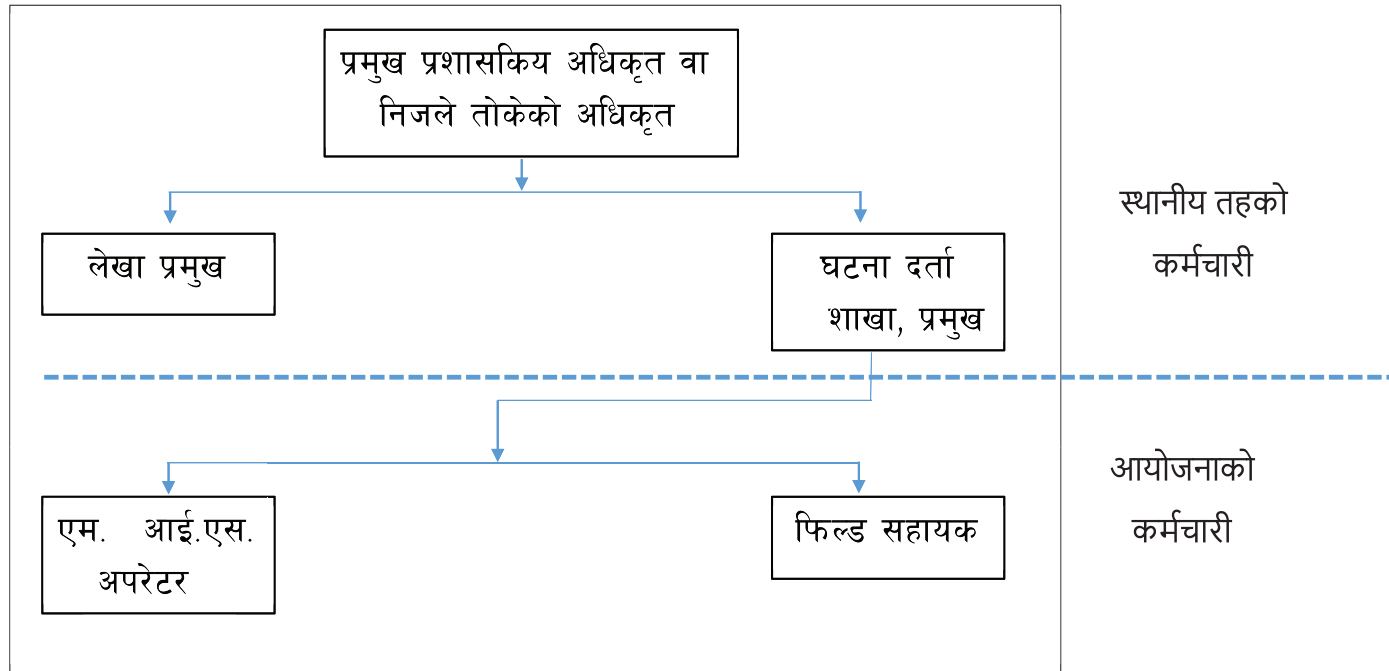 प्रमुख प्रशासकिय अधिकृत वा
निजले तोकेको अधिकृत
लेखा प्रमुख
घटना दर्ता
शाखा, प्रमुख
स्थानीय तहको
कर्मचारी
एम. आई.एस.
अपरेटर
फिल्ड सहायक
आयोजनाको
कर्मचारी